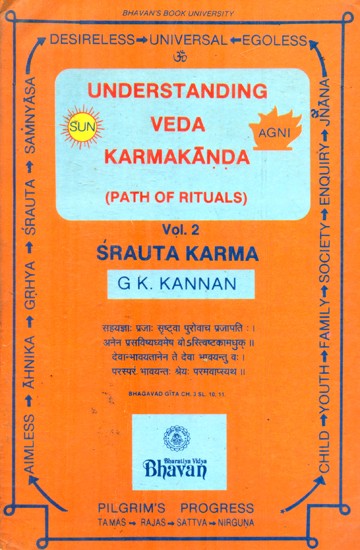 BHAVAN'S BOOK UNIVERSITY
DESIRELESS→UNIVERSAL←EGOLESS
ॐ
UNDERSTANDING
VEDA
SUN
AGNI
KARMAKĀNDA
(PATH OF RITUALS)
Vol. 2
ŚRAUTA KARMA
G K. KANNAN
सहयज्ञाः प्रजाः सृष्ट्वा पुरोवाच प्रजापतिः ।
अनेन प्रसविष्यध्वमेष वोऽस्त्विष्टकामधुक् ॥
देवान्भावयतानेन ते देवा भावयन्तु वः ।
परस्परं भावयन्तः श्रेयः परमवाप्स्यथ ॥
BHAGAVAD GĪTA CH. 3 SL. 10, 11.
Bharatiya Vidya
Bhavan
AIMLESS → ĀHNIKA → GRHYA → ŚRAUTA → SAṀNYĀSA
CHILD→YOUTH→FAMILY→SOCIETY→ENQUIRY→JÑĀNA
PILGRIM'S PROGRESS
TAMAS → RAJAS → SATTVA → NIRGUNA